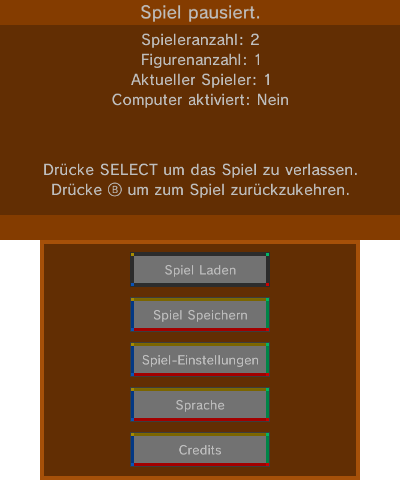 Spiel pausiert.
Spieleranzahl: 2
Figurenanzahl: 1
Aktueller Spieler: 1
Computer aktiviert: Nein
Drücke SELECT um das Spiel zu verlassen.
Drücke Ⓑ um zum Spiel zurückzukehren.
Spiel Laden
Spiel Speichern
Spiel-Einstellungen
Sprache
Credits